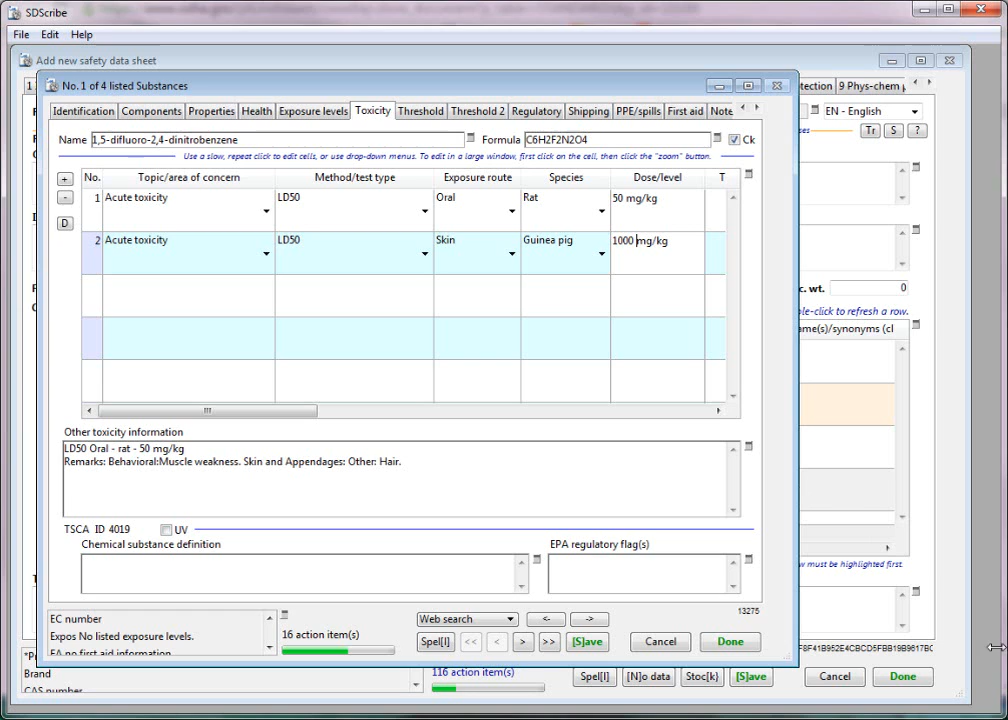 SDScribe
File Edit Help
Add new safety data sheet
No. 1 of 4 listed Substances
1
tection 9 Phys-chem
Identification Components Properties Health Exposure levels Toxicity Threshold Threshold 2 Regulatory Shipping PPE/spills First aid Note
EN - English
Tr S ?
Name 1,5-difluoro-2,4-dinitrobenzene Formula C6H2F2N2O4 Ck
Use a slow, repeat click to edit cells, or use drop-down menus. To edit in a large window, first click on the cell, then click the "zoom" button.
+ No. Topic/area of concern Method/test type Exposure route Species Dose/level T
- 1 Acute toxicity LD50 Oral Rat 50 mg/kg
D
2 Acute toxicity LD50 Skin Guinea pig 1000 mg/kg
c. wt. 0
ple-click to refresh a row.
ame(s)/synonyms (cl
Other toxicity information
LD50 Oral - rat - 50 mg/kg
Remarks: Behavioral:Muscle weakness. Skin and Appendages: Other: Hair.
TSCA ID 4019 UV
Chemical substance definition EPA regulatory flag(s)
w must be highlighted first.
EC number
Expos No listed exposure levels.
EA no first aid information
16 action item(s)
Web search <- -> 13275
Spel[l] << < > >> [S]ave Cancel Done
F8F41B952E4CBCD5FBB19B9617BC
*Pr
Brand
CAS number
116 action item(s)
Spel[l] [N]o data Stoc[k] [S]ave Cancel Done